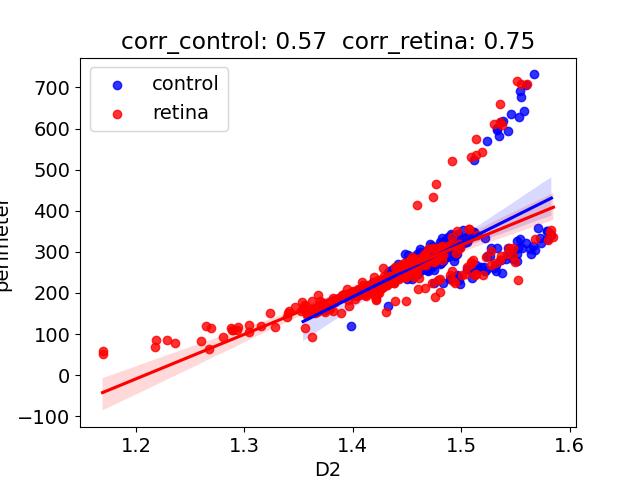 corr_control: 0.57 corr_retina: 0.75
control
retina
perimeter
700
600
500
400
300
200
100
0
−100
1.2 1.3 1.4 1.5 1.6
D2